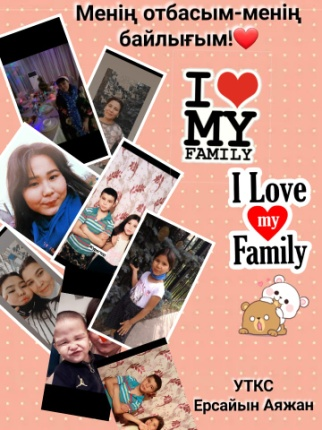 Менің отбасым-менің
байлығым!❤
I ❤
MY
FAMILY
I Love
my
Family
УТКС
Ерсайын Аяжан